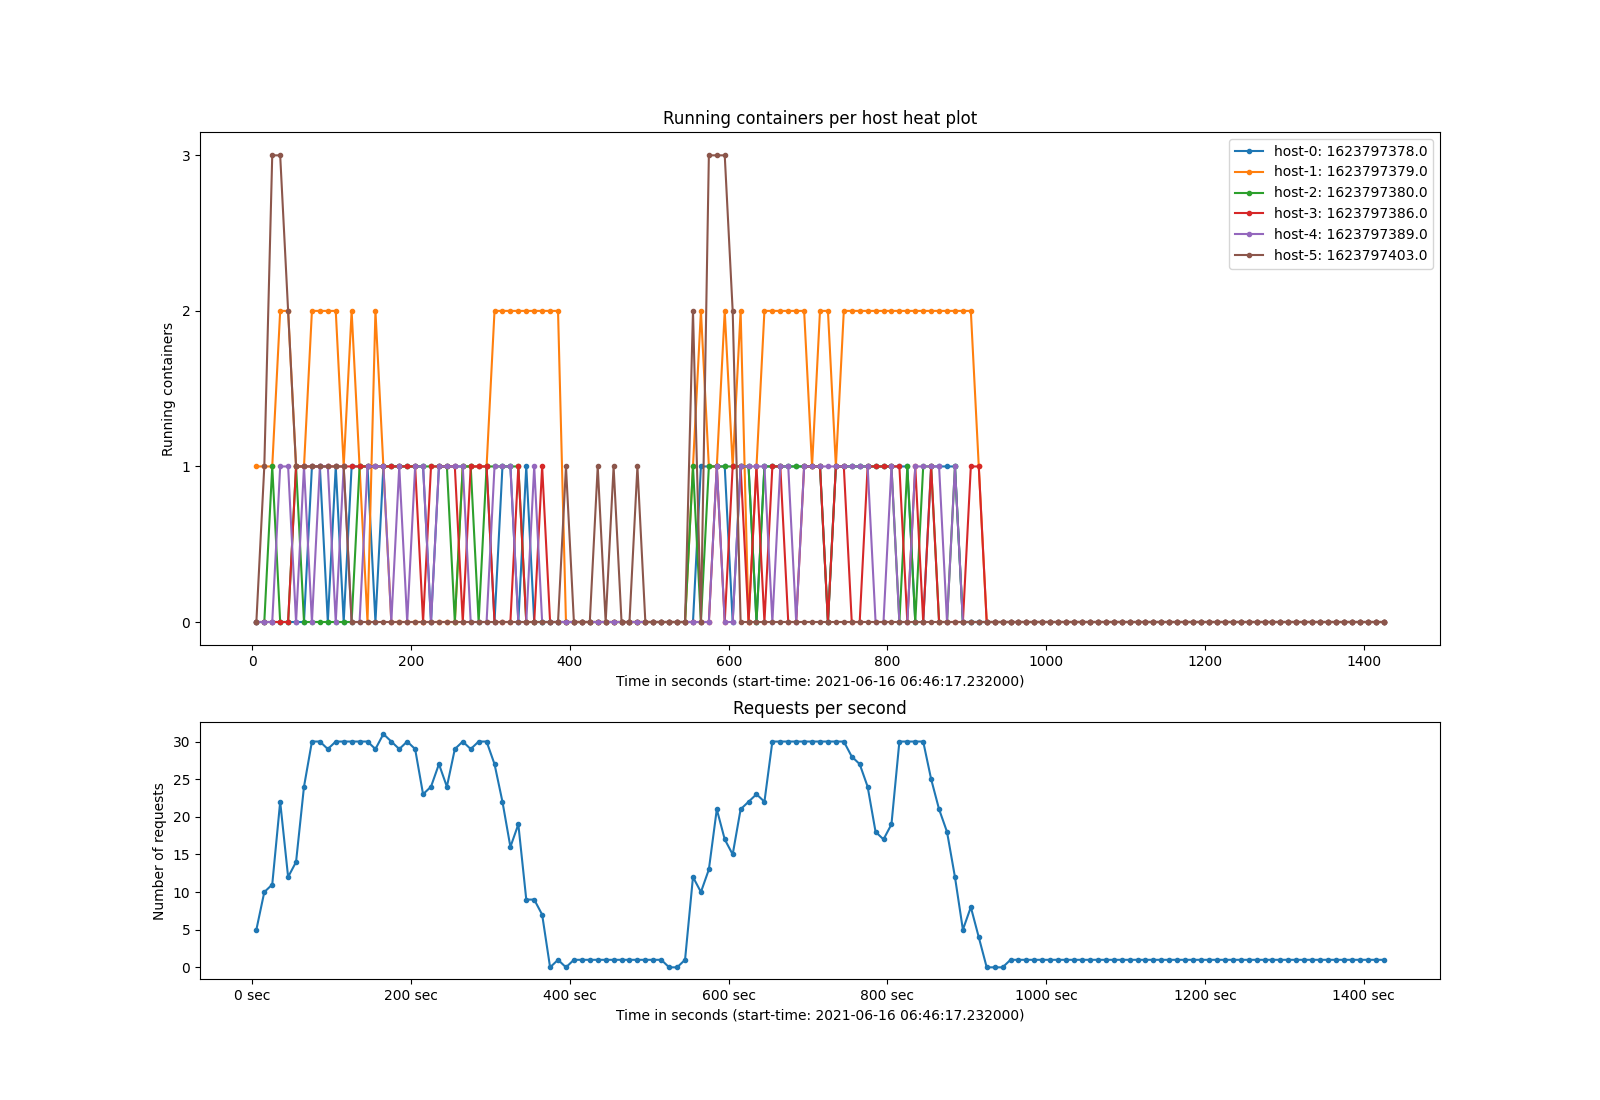 Running containers per host heat plot
3
2
1
0
Running containers
host-0: 1623797378.0
host-1: 1623797379.0
host-2: 1623797380.0
host-3: 1623797386.0
host-4: 1623797389.0
host-5: 1623797403.0
0 200 400 600 800 1000 1200 1400
Time in seconds (start-time: 2021-06-16 06:46:17.232000)
Requests per second
30
25
20
15
10
5
0
Number of requests
0 sec 200 sec 400 sec 600 sec 800 sec 1000 sec 1200 sec 1400 sec
Time in seconds (start-time: 2021-06-16 06:46:17.232000)